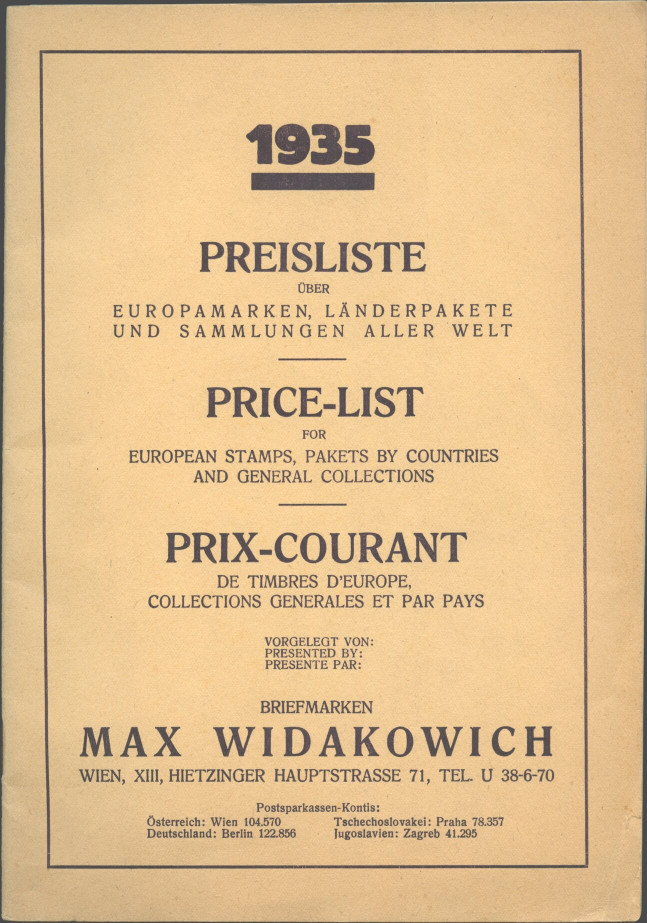 1935
PREISLISTE
ÜBER
EUROPAMARKEN, LÄNDERPAKETE
UND SAMMLUNGEN ALLER WELT
PRICE-LIST
FOR
EUROPEAN STAMPS, PAKETS BY COUNTRIES
AND GENERAL COLLECTIONS
PRIX-COURANT
DE TIMBRES D'EUROPE,
COLLECTIONS GENERALES ET PAR PAYS
VORGELEGT VON:
PRESENTED BY:
PRESENTE PAR:
BRIEFMARKEN
MAX WIDAKOWICH
WIEN, XIII, HIETZINGER HAUPTSTRASSE 71, TEL. U 38-6-70
Postsparkassen-Kontis:
Österreich: Wien 104.570 Tschechoslovakei: Praha 78.357
Deutschland: Berlin 122.856 Jugoslavien: Zagreb 41.295